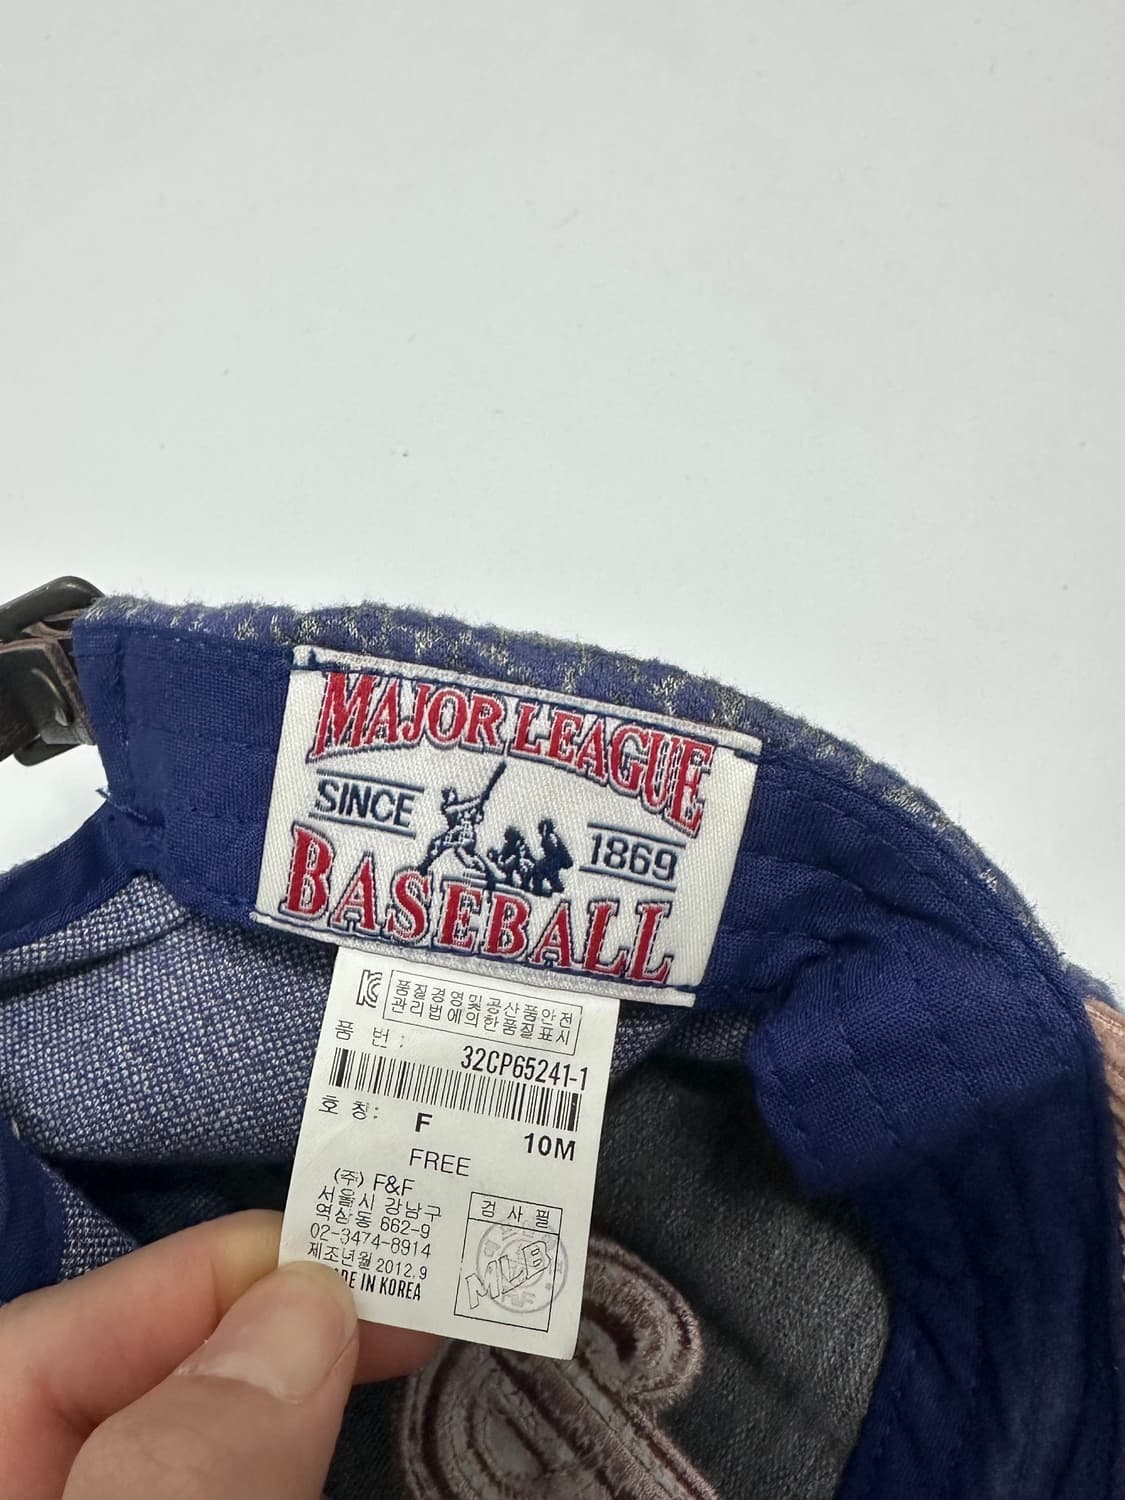 MAJOR LEAGUE
SINCE 1869
BASEBALL
품질경영및공산품안전
관리법에의한품질표시
품 번 : 32CP65241-1
호 칭: F 10M
FREE
(주) F&F
서울시 강남구
역삼동 662-9
02-3474-8914
제조년월 2012.9
DE IN KOREA
검 사 필
MLB
F&F